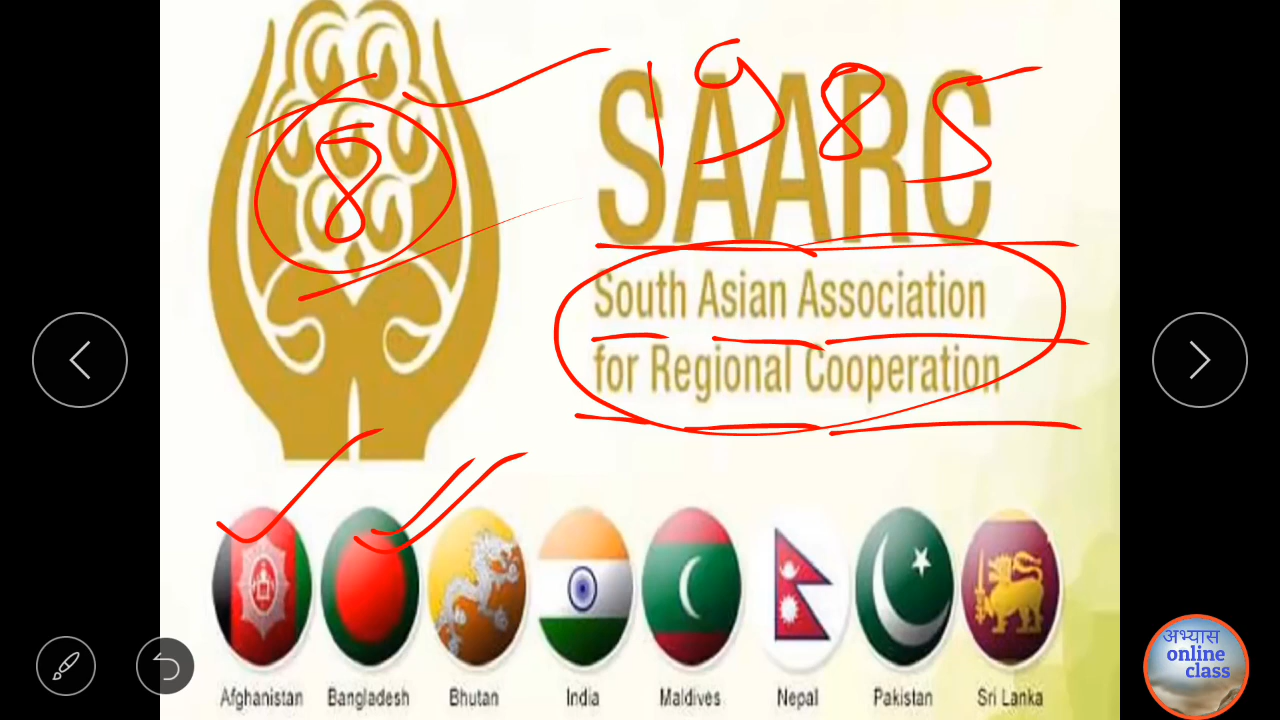 8
1985
SAARC
South Asian Association
for Regional Cooperation
Afghanistan Bangladesh Bhutan India Maldives Nepal Pakistan Sri Lanka
अभ्यास
online
class